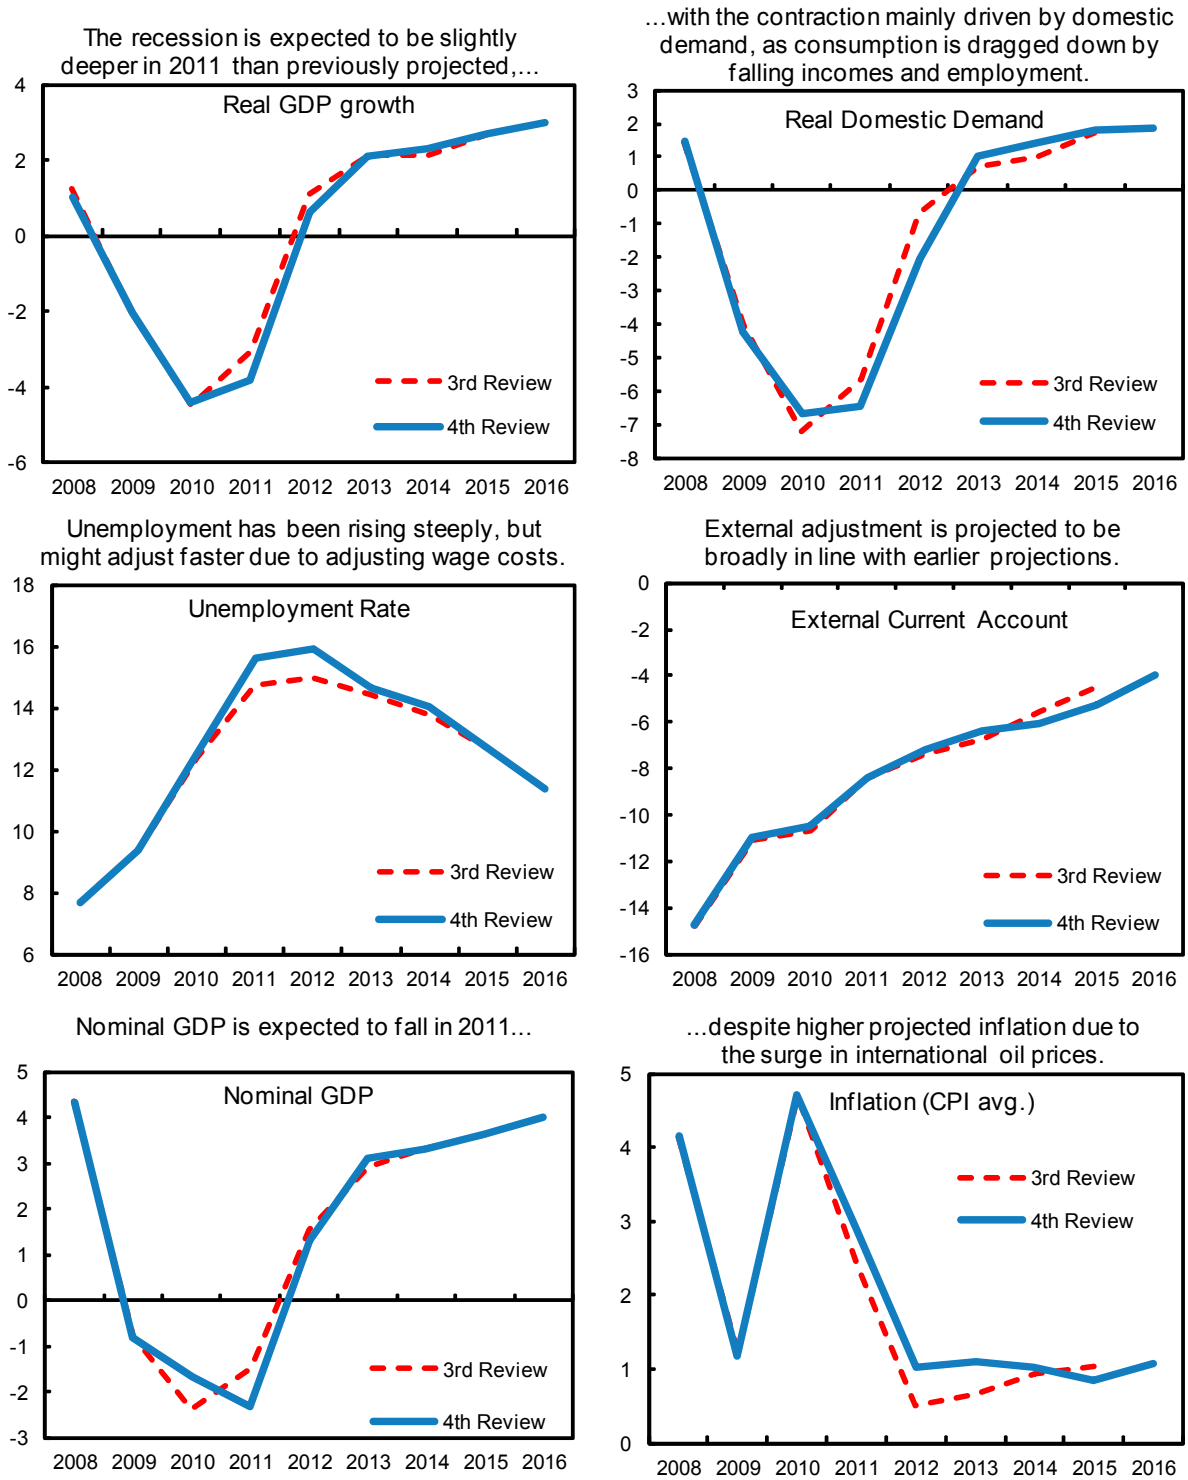 The recession is expected to be slightly
deeper in 2011 than previously projected,...
Real GDP growth
4
2
0
-2
-4
-6
3rd Review
4th Review
2008 2009 2010 2011 2012 2013 2014 2015 2016
...with the contraction mainly driven by domestic
demand, as consumption is dragged down by
falling incomes and employment.
Real Domestic Demand
3
2
1
0
-1
-2
-3
-4
-5
-6
-7
-8
3rd Review
4th Review
2008 2009 2010 2011 2012 2013 2014 2015 2016
Unemployment has been rising steeply, but
might adjust faster due to adjusting wage costs.
Unemployment Rate
18
16
14
12
10
8
6
3rd Review
4th Review
2008 2009 2010 2011 2012 2013 2014 2015 2016
External adjustment is projected to be
broadly in line with earlier projections.
External Current Account
0
-2
-4
-6
-8
-10
-12
-14
-16
3rd Review
4th Review
2008 2009 2010 2011 2012 2013 2014 2015 2016
Nominal GDP is expected to fall in 2011...
Nominal GDP
5
4
3
2
1
0
-1
-2
-3
3rd Review
4th Review
2008 2009 2010 2011 2012 2013 2014 2015 2016
...despite higher projected inflation due to
the surge in international oil prices.
Inflation (CPI avg.)
5
4
3
2
1
0
3rd Review
4th Review
2008 2009 2010 2011 2012 2013 2014 2015 2016